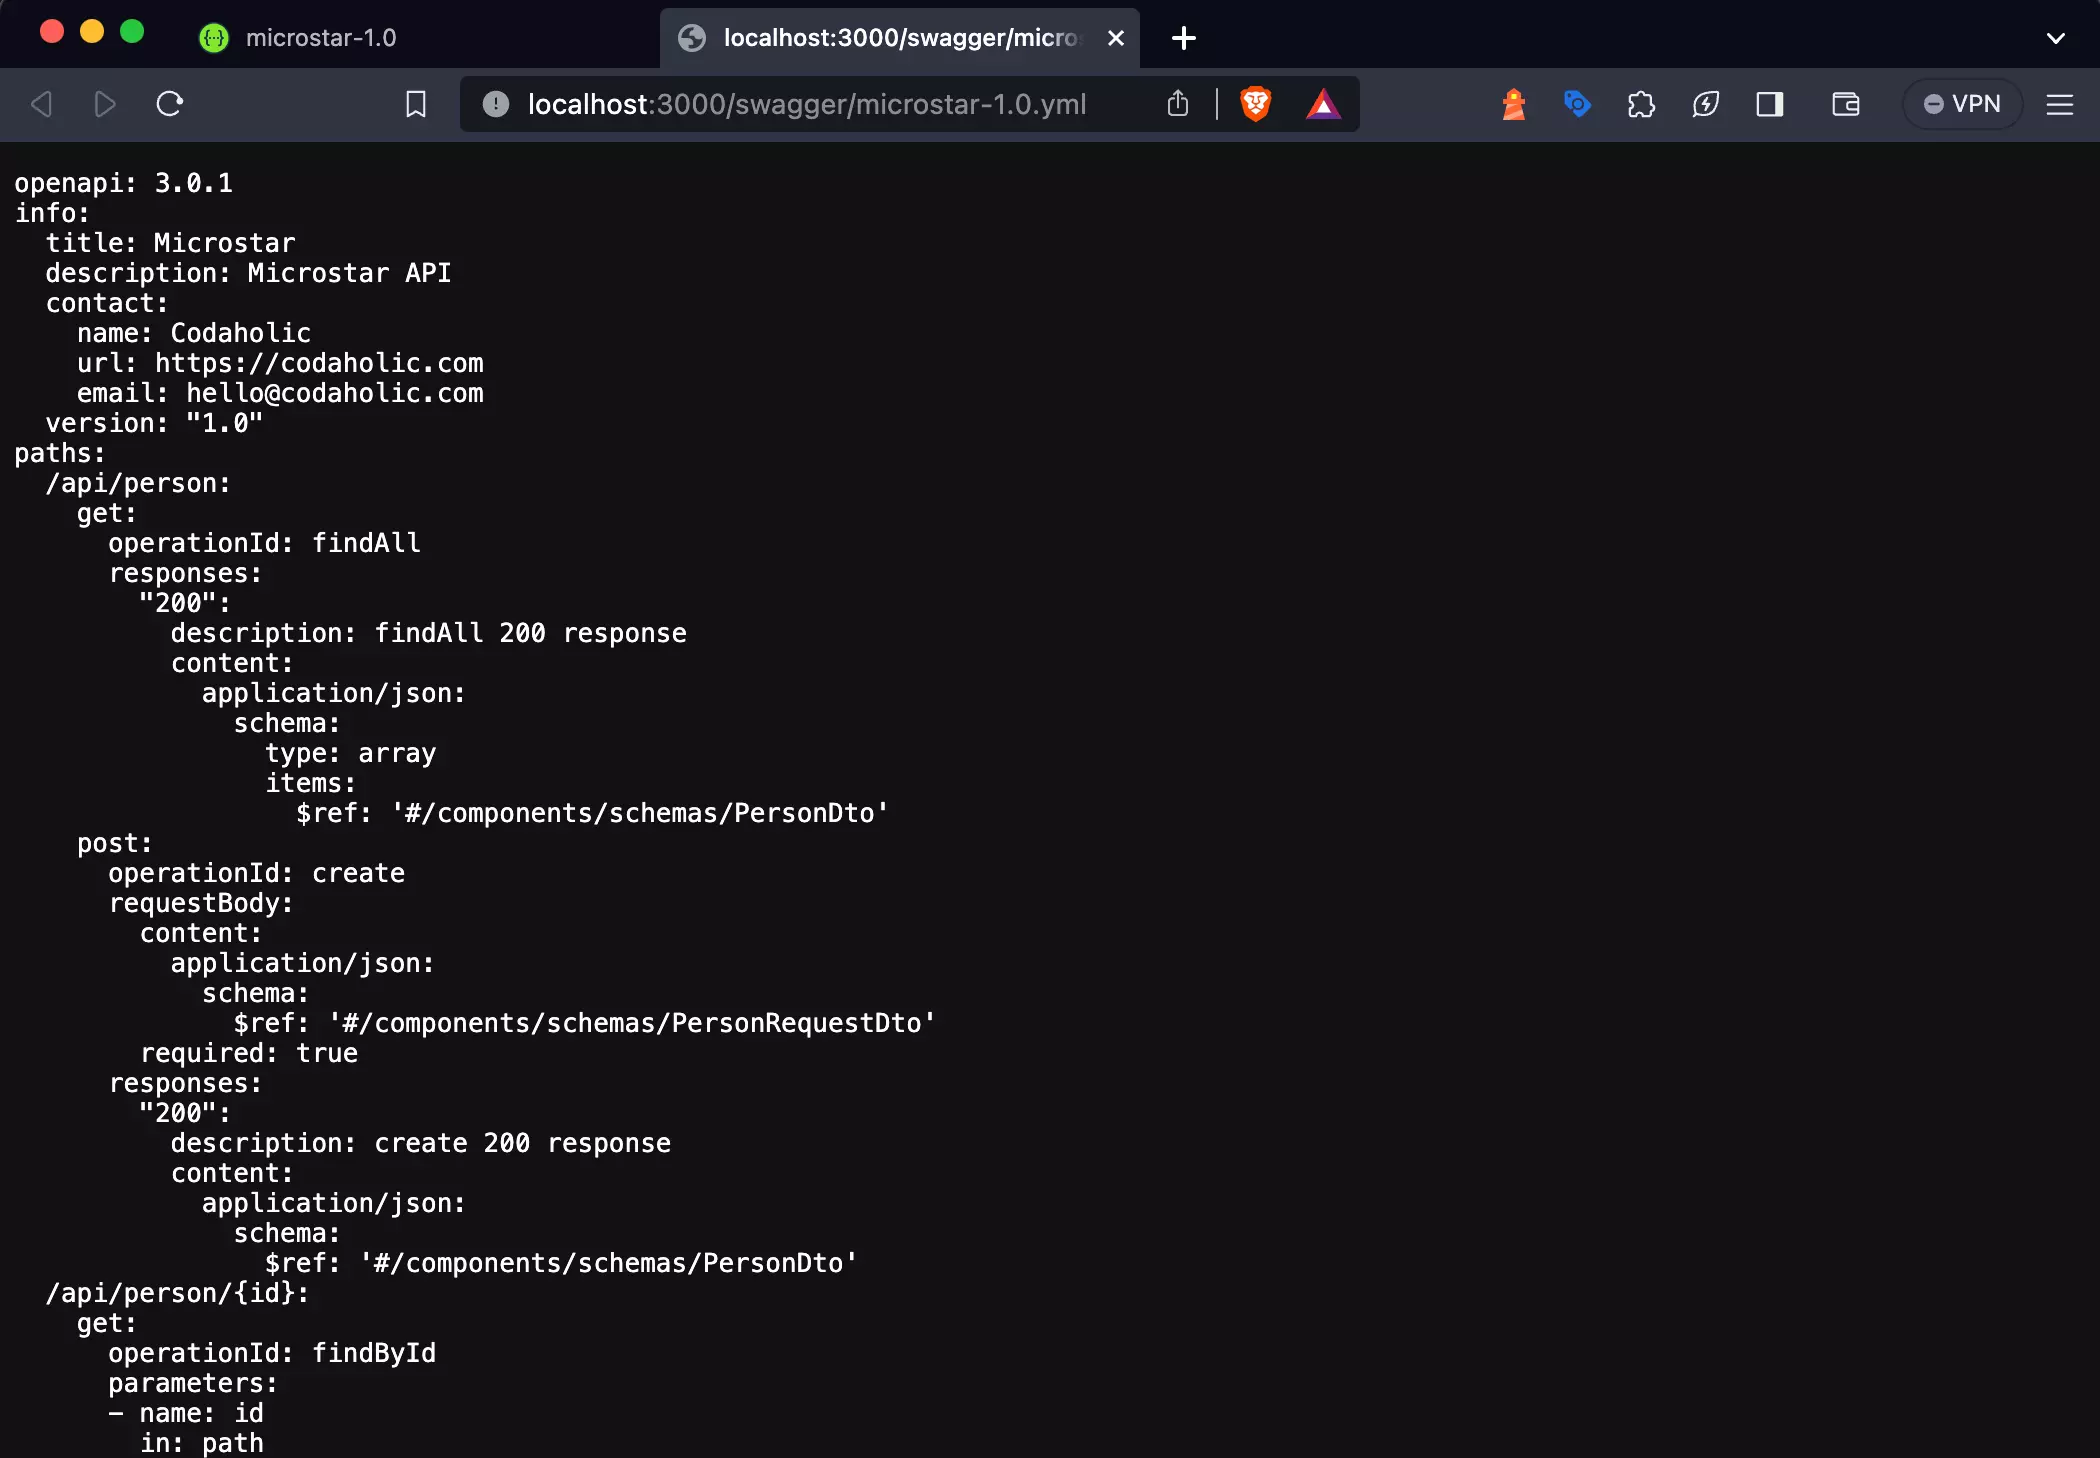 microstar-1.0
localhost:3000/swagger/micro
localhost:3000/swagger/microstar-1.0.yml
VPN
openapi: 3.0.1
info:
  title: Microstar
  description: Microstar API
  contact:
    name: Codaholic
    url: https://codaholic.com
    email: hello@codaholic.com
  version: "1.0"
paths:
  /api/person:
    get:
      operationId: findAll
      responses:
        "200":
          description: findAll 200 response
          content:
            application/json:
              schema:
                type: array
                items:
                  $ref: '#/components/schemas/PersonDto'
    post:
      operationId: create
      requestBody:
        content:
          application/json:
            schema:
              $ref: '#/components/schemas/PersonRequestDto'
        required: true
      responses:
        "200":
          description: create 200 response
          content:
            application/json:
              schema:
                $ref: '#/components/schemas/PersonDto'
  /api/person/{id}:
    get:
      operationId: findById
      parameters:
      - name: id
        in: path